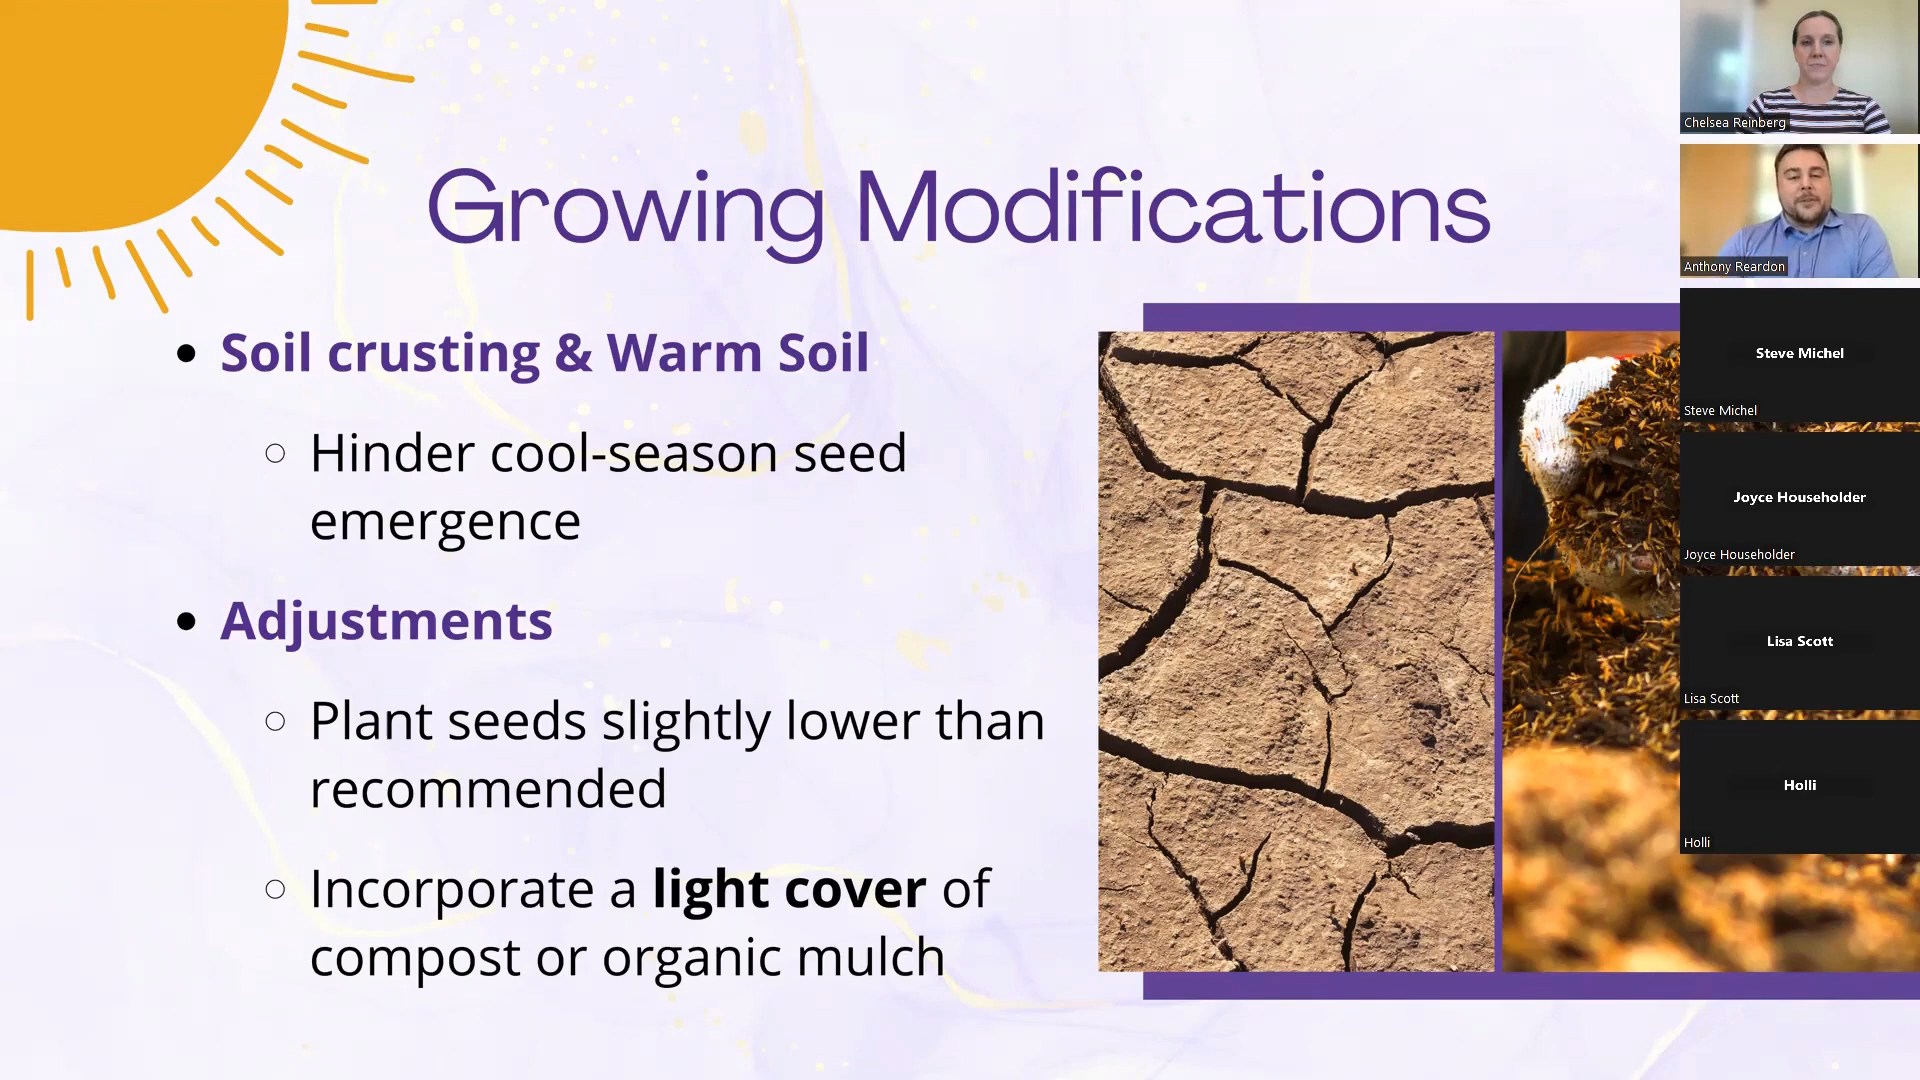 Growing Modifications
Soil crusting & Warm Soil
Hinder cool-season seed
emergence
Adjustments
Plant seeds slightly lower than
recommended
Incorporate a light cover of
compost or organic mulch
Chelsea Reinberg
Anthony Reardon
Steve Michel
Steve Michel
Joyce Householder
Joyce Householder
Lisa Scott
Lisa Scott
Holli
Holli